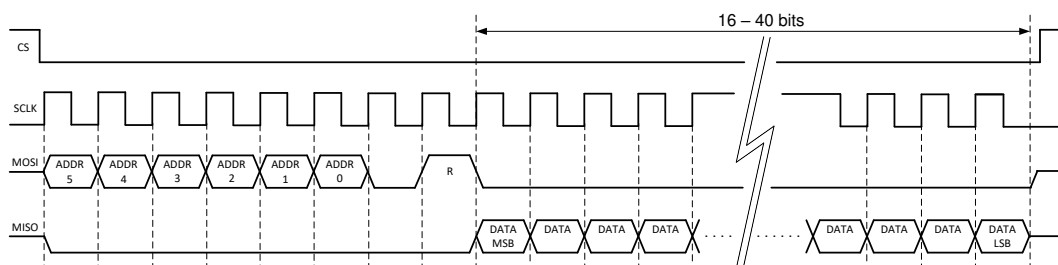 16 – 40 bits
CS
SCLK
MOSI ADDR 5 ADDR 4 ADDR 3 ADDR 2 ADDR 1 ADDR 0 R
MISO DATA MSB DATA DATA DATA DATA DATA DATA DATA LSB